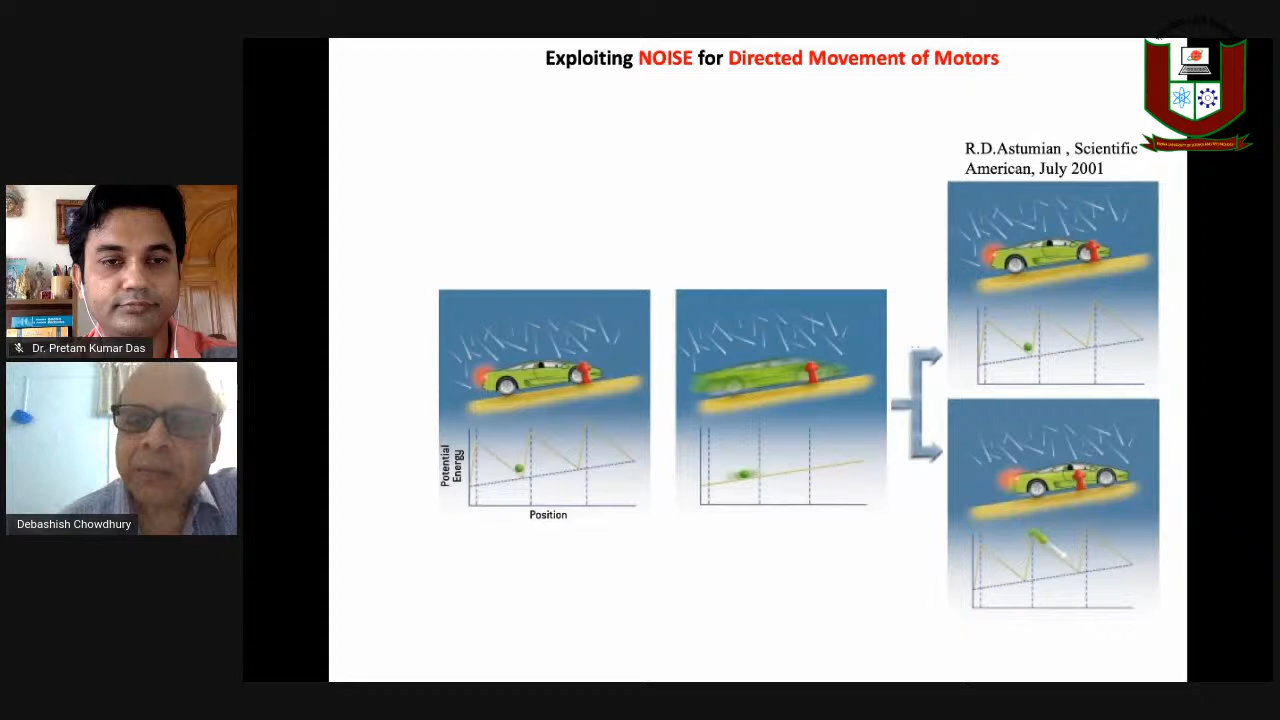 Exploiting NOISE for Directed Movement of Motors
R.D.Astumian , Scientific
American, July 2001
Potential
Energy
Position
Dr. Pretam Kumar Das
Debashish Chowdhury